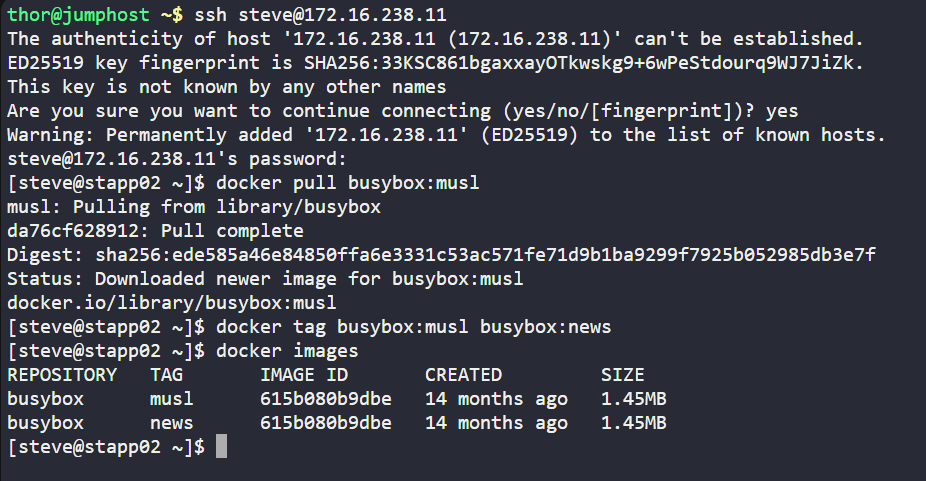 thor@jumphost ~$ ssh steve@172.16.238.11
The authenticity of host '172.16.238.11 (172.16.238.11)' can't be established.
ED25519 key fingerprint is SHA256:33KSC861bgaxxayOTkwskg9+6wPeStdourq9WJ7JiZk.
This key is not known by any other names
Are you sure you want to continue connecting (yes/no/[fingerprint])? yes
Warning: Permanently added '172.16.238.11' (ED25519) to the list of known hosts.
steve@172.16.238.11's password:
[steve@stapp02 ~]$ docker pull busybox:musl
musl: Pulling from library/busybox
da76cf628912: Pull complete
Digest: sha256:ede585a46e84850ffa6e3331c53ac571fe71d9b1ba9299f7925b052985db3e7f
Status: Downloaded newer image for busybox:musl
docker.io/library/busybox:musl
[steve@stapp02 ~]$ docker tag busybox:musl busybox:news
[steve@stapp02 ~]$ docker images
REPOSITORY   TAG       IMAGE ID       CREATED         SIZE
busybox      musl      615b080b9dbe   14 months ago   1.45MB
busybox      news      615b080b9dbe   14 months ago   1.45MB
[steve@stapp02 ~]$